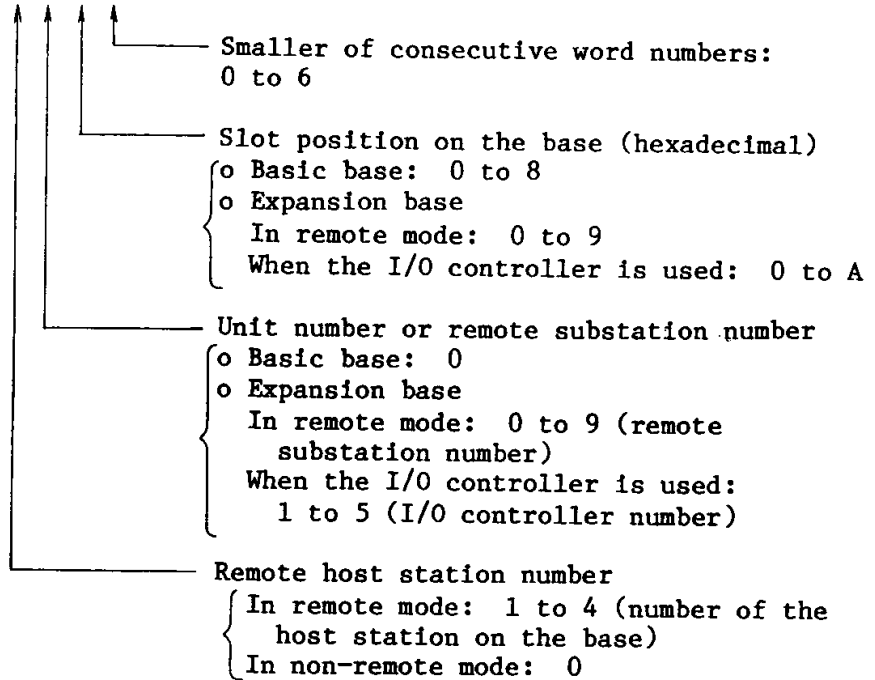 Smaller of consecutive word numbers:
0 to 6
Slot position on the base (hexadecimal)
o Basic base: 0 to 8
o Expansion base
In remote mode: 0 to 9
When the I/O controller is used: 0 to A
Unit number or remote substation number
o Basic base: 0
o Expansion base
In remote mode: 0 to 9 (remote
substation number)
When the I/O controller is used:
1 to 5 (I/O controller number)
Remote host station number
In remote mode: 1 to 4 (number of the
host station on the base)
In non-remote mode: 0